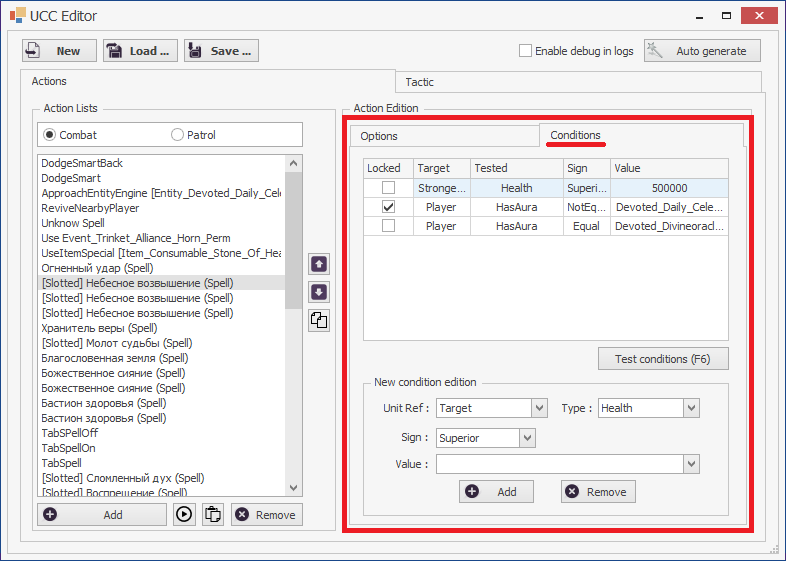 UCC Editor
New
Load ...
Save ...
Enable debug in logs
Auto generate
Actions
Tactic
Action Lists
Combat
Patrol
DodgeSmartBack
DodgeSmart
ApproachEntityEngine [Entity_Devoted_Daily_Cele
ReviveNearbyPlayer
Unknow Spell
Use Event_Trinket_Alliance_Horn_Perm
UseItemSpecial [Item_Consumable_Stone_Of_Hea
Огненный удар (Spell)
[Slotted] Небесное возвышение (Spell)
[Slotted] Небесное возвышение (Spell)
[Slotted] Небесное возвышение (Spell)
Хранитель веры (Spell)
[Slotted] Молот судьбы (Spell)
Благословенная земля (Spell)
Божественное сияние (Spell)
Божественное сияние (Spell)
Бастион здоровья (Spell)
Бастион здоровья (Spell)
TabSPellOff
TabSpellOn
TabSpell
[Slotted] Сломленный дух (Spell)
[Slotted] Воспрещение (Spell)
Add
Remove
Action Edition
Options
Conditions
Locked Target Tested Sign Value
Stronge... Health Superi... 500000
Player HasAura NotEq... Devoted_Daily_Cele...
Player HasAura Equal Devoted_Divineoracl...
Test conditions (F6)
New condition edition
Unit Ref : Target Type : Health
Sign : Superior
Value :
Add Remove